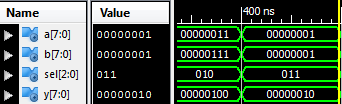 Name Value 400 ns
a[7:0] 00000001 00000011 00000001
b[7:0] 00000001 00000111 00000001
sel[2:0] 011 010 011
y[7:0] 00000010 00000100 00000010